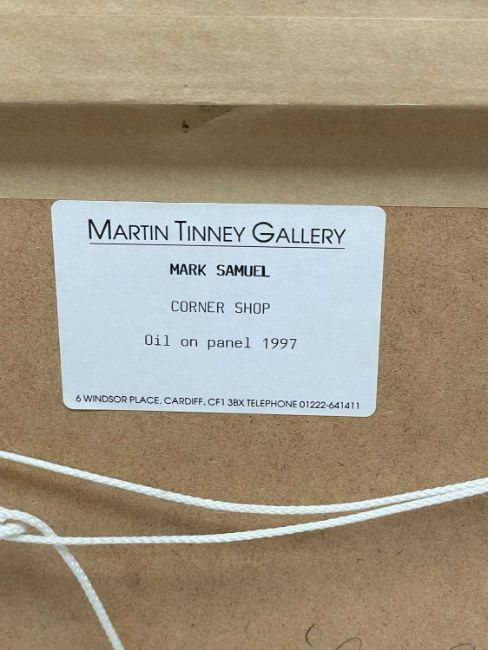 MARTIN TINNEY GALLERY
MARK SAMUEL
CORNER SHOP
Oil on panel 1997
6 WINDSOR PLACE, CARDIFF, CF1 3BX TELEPHONE 01222-641411